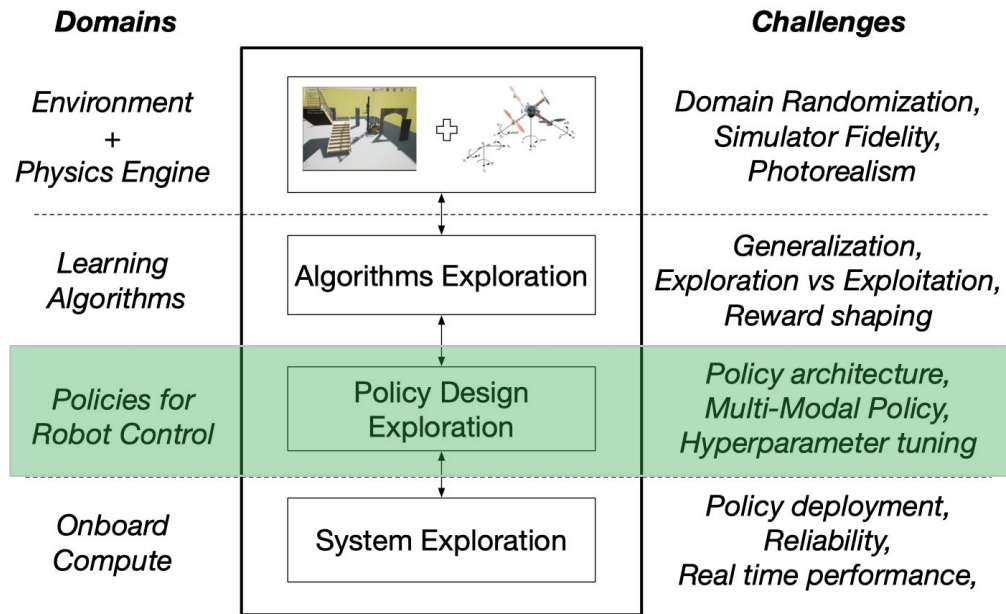 Domains
Challenges
Environment
+
Physics Engine
Domain Randomization,
Simulator Fidelity,
Photorealism
Learning
Algorithms
Algorithms Exploration
Generalization,
Exploration vs Exploitation,
Reward shaping
Policies for
Robot Control
Policy Design
Exploration
Policy architecture,
Multi-Modal Policy,
Hyperparameter tuning
Onboard
Compute
System Exploration
Policy deployment,
Reliability,
Real time performance,